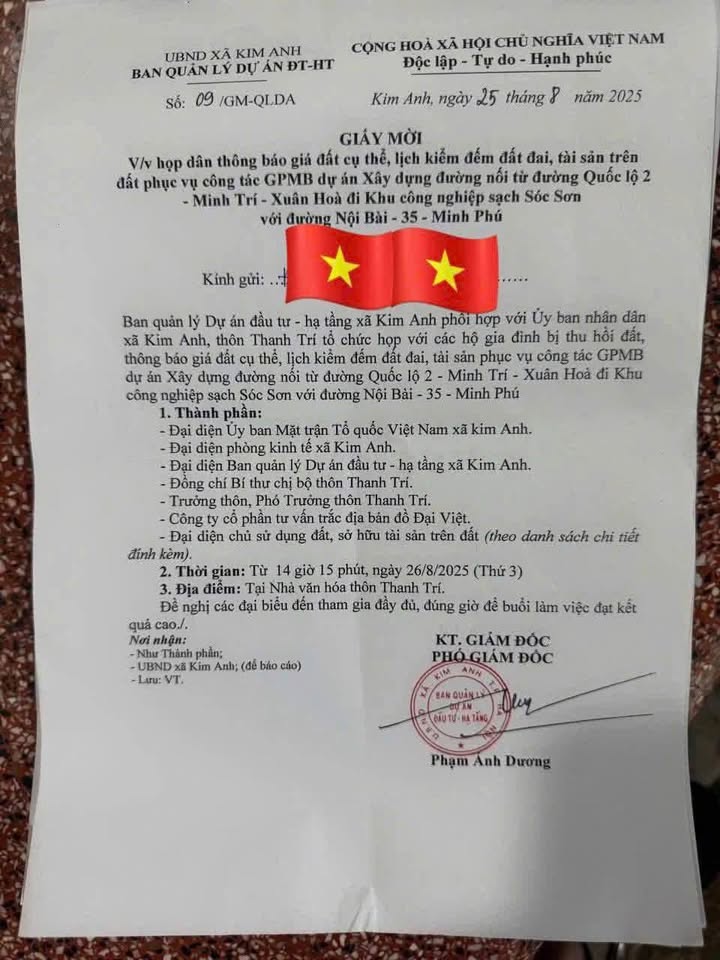 UBND XÃ KIM ANH
BAN QUẢN LÝ DỰ ÁN ĐT-HT
Số: 09 /GM-QLDA
CỘNG HOÀ XÃ HỘI CHỦ NGHĨA VIỆT NAM
Độc lập - Tự do - Hạnh phúc
Kim Anh, ngày 25 tháng 8 năm 2025
GIẤY MỜI
V/v họp dân thông báo giá đất cụ thể, lịch kiểm đếm đất đai, tài sản trên
đất phục vụ công tác GPMB dự án Xây dựng đường nối từ đường Quốc lộ 2
- Minh Trí - Xuân Hoà đi Khu công nghiệp sạch Sóc Sơn
với đường Nội Bài - 35 - Minh Phú
Kính gửi:
Ban quản lý Dự án đầu tư - hạ tầng xã Kim Anh phối hợp với Ủy ban nhân dân
xã Kim Anh, thôn Thanh Trí tổ chức họp với các hộ gia đình bị thu hồi đất,
thông báo giá đất cụ thể, lịch kiểm đếm đất đai, tài sản phục vụ công tác GPMB
dự án Xây dựng đường nối từ đường Quốc lộ 2 - Minh Trí - Xuân Hoà đi Khu
công nghiệp sạch Sóc Sơn với đường Nội Bài - 35 - Minh Phú
1. Thành phần:
- Đại diện Ủy ban Mặt trận Tổ quốc Việt Nam xã kim Anh.
- Đại diện phòng kinh tế xã Kim Anh.
- Đại diện Ban quản lý Dự án đầu tư - hạ tầng xã Kim Anh.
- Đồng chí Bí thư chị bộ thôn Thanh Trí.
- Trưởng thôn, Phó Trưởng thôn Thanh Trí.
- Công ty cổ phần tư vấn trắc địa bản đồ Đại Việt.
- Đại diện chủ sử dụng đất, sở hữu tài sản trên đất (theo danh sách chi tiết
đính kèm).
2. Thời gian: Từ 14 giờ 15 phút, ngày 26/8/2025 (Thứ 3)
3. Địa điểm: Tại Nhà văn hóa thôn Thanh Trí.
Đề nghị các đại biểu đến tham gia đầy đủ, đúng giờ để buổi làm việc đạt kết
quả cao./.
Nơi nhận:
- Như Thành phần;
- UBND xã Kim Anh; (để báo cáo)
- Lưu: VT.
KT. GIÁM ĐỐC
PHÓ GIÁM ĐỐC
U.B.N.D XÃ KIM ANH T.P HÀ NỘI
BAN QUẢN LÝ
DỰ ÁN
ĐẦU TƯ - HẠ TẦNG
Phạm Ánh Dương